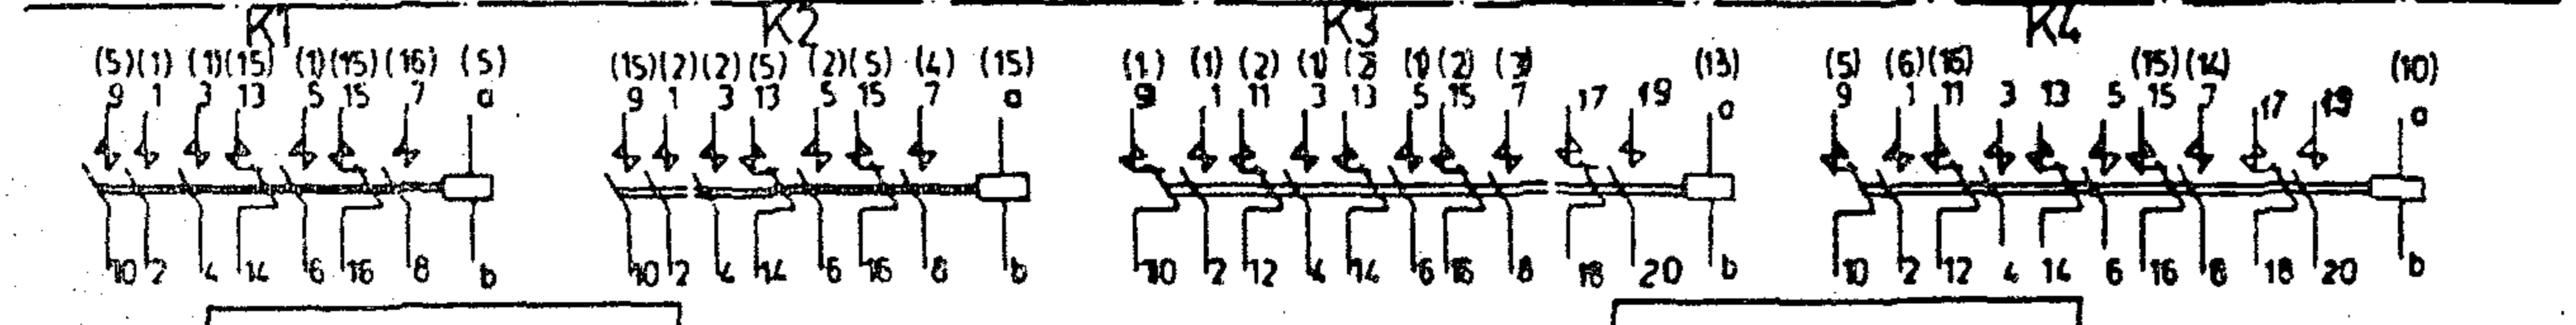 K1 K2 K3 K4
(5) (1) (1) (15) (1) (15) (16) (5) (15) (2) (2) (5) (2) (5) (4) (15) (1) (1) (2) (1) (2) (1) (2) (3) (13) (5) (6) (16) (15) (14) (10)
9 1 3 13 5 15 7 a 9 1 3 13 5 15 7 a 9 1 11 3 13 5 15 7 17 19 a 9 1 11 3 13 5 15 7 17 19 a
10 2 4 14 6 16 8 b 10 2 4 14 6 16 8 b 10 2 12 4 14 6 16 8 18 20 b 10 2 12 4 14 6 16 8 18 20 b